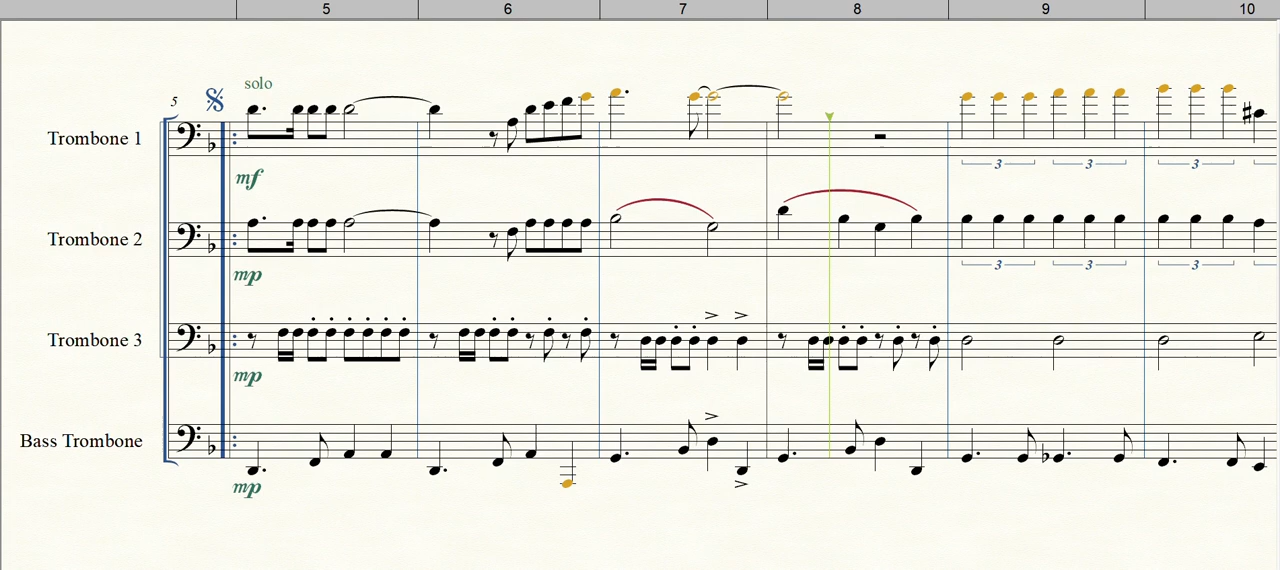 5 6 7 8 9 10
solo
5
Trombone 1
mf
3 3 3
Trombone 2
mp
3 3 3
Trombone 3
mp
Bass Trombone
mp